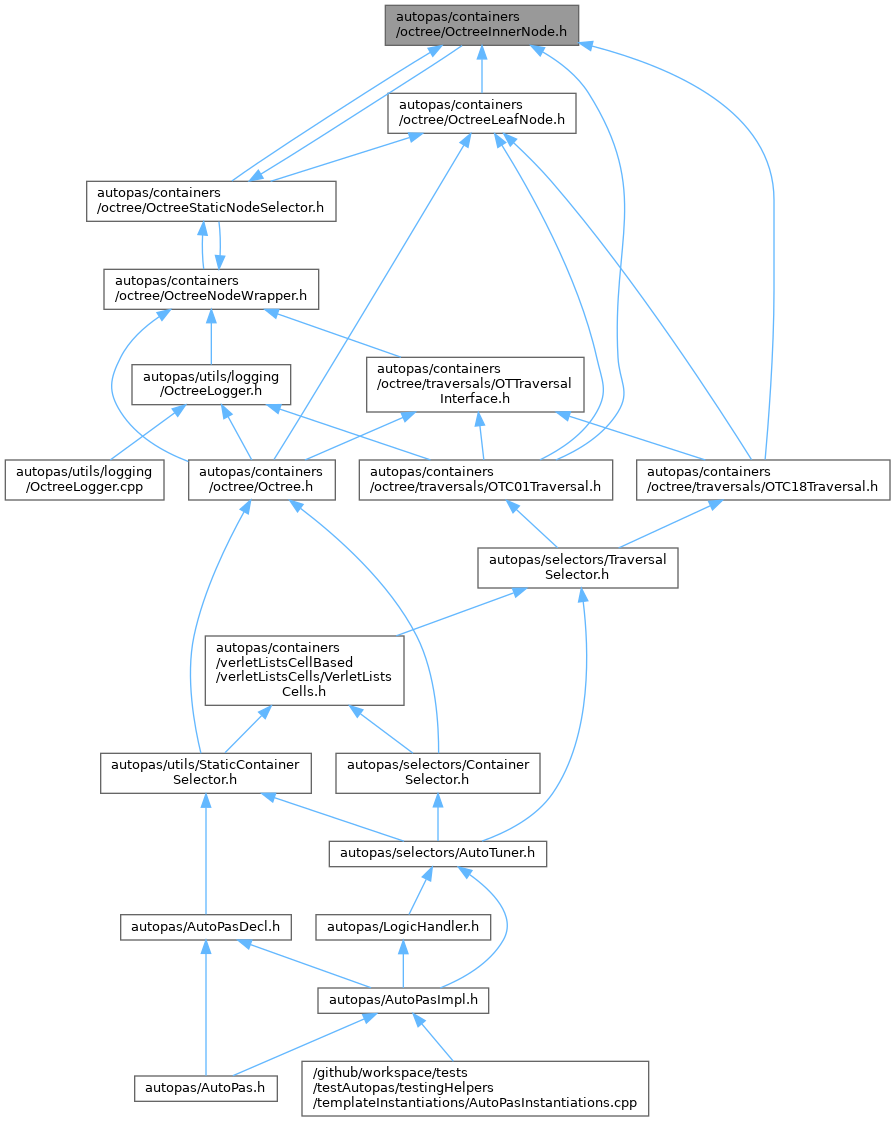 autopas/containers
/octree/OctreeInnerNode.h
autopas/containers
/octree/OctreeLeafNode.h
autopas/containers
/octree/OctreeStaticNodeSelector.h
autopas/containers
/octree/OctreeNodeWrapper.h
autopas/utils/logging
/OctreeLogger.h
autopas/containers
/octree/traversals/OTTraversal
Interface.h
autopas/utils/logging
/OctreeLogger.cpp
autopas/containers
/octree/Octree.h
autopas/containers
/octree/traversals/OTC01Traversal.h
autopas/containers
/octree/traversals/OTC18Traversal.h
autopas/selectors/Traversal
Selector.h
autopas/containers
/verletListsCellBased
/verletListsCells/VerletLists
Cells.h
autopas/utils/StaticContainer
Selector.h
autopas/selectors/Container
Selector.h
autopas/selectors/AutoTuner.h
autopas/AutoPasDecl.h
autopas/LogicHandler.h
autopas/AutoPasImpl.h
autopas/AutoPas.h
/github/workspace/tests
/testAutopas/testingHelpers
/templateInstantiations/AutoPasInstantiations.cpp